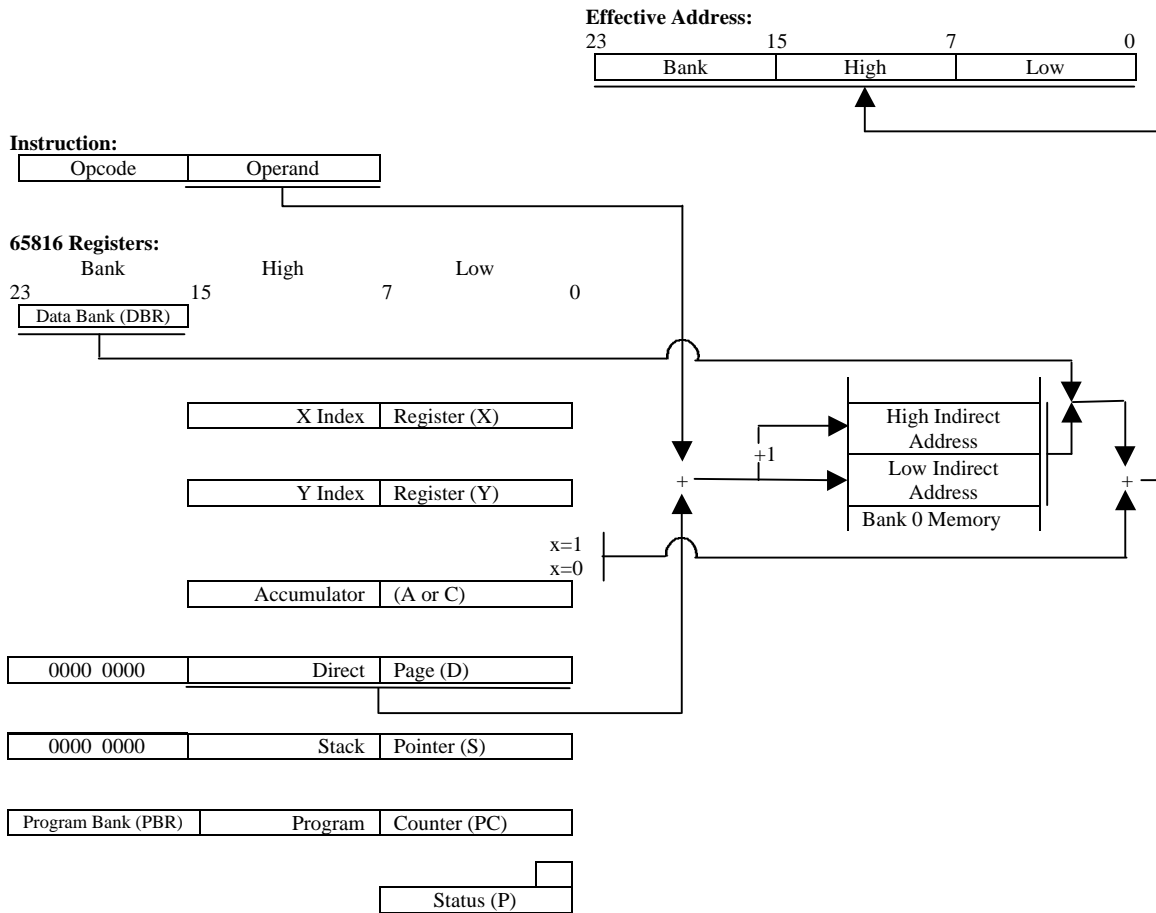 Effective Address:
23 15 7 0
Bank High Low
Instruction:
Opcode Operand
65816 Registers:
Bank High Low
23 15 7 0
Data Bank (DBR)
X Index Register (X)
High Indirect
Address
+1
Y Index Register (Y)
+
Low Indirect
Address
+
Bank 0 Memory
x=1
x=0
Accumulator (A or C)
0000 0000 Direct Page (D)
0000 0000 Stack Pointer (S)
Program Bank (PBR) Program Counter (PC)
Status (P)